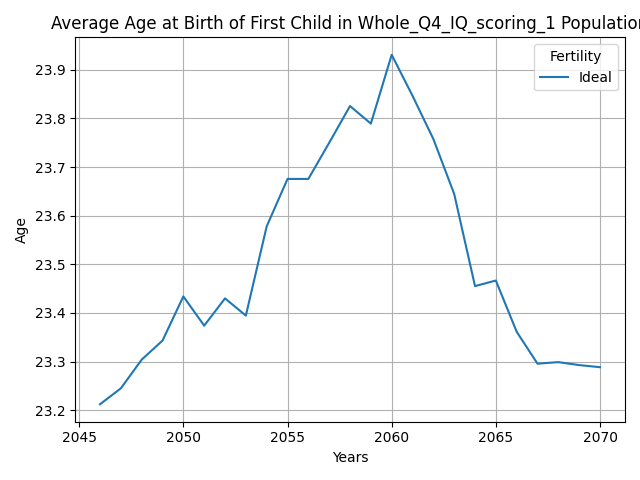 Average Age at Birth of First Child in Whole_Q4_IQ_scoring_1 Population
Fertility
Ideal
23.9
23.8
23.7
23.6
23.5
23.4
23.3
23.2
Age
2045 2050 2055 2060 2065 2070
Years